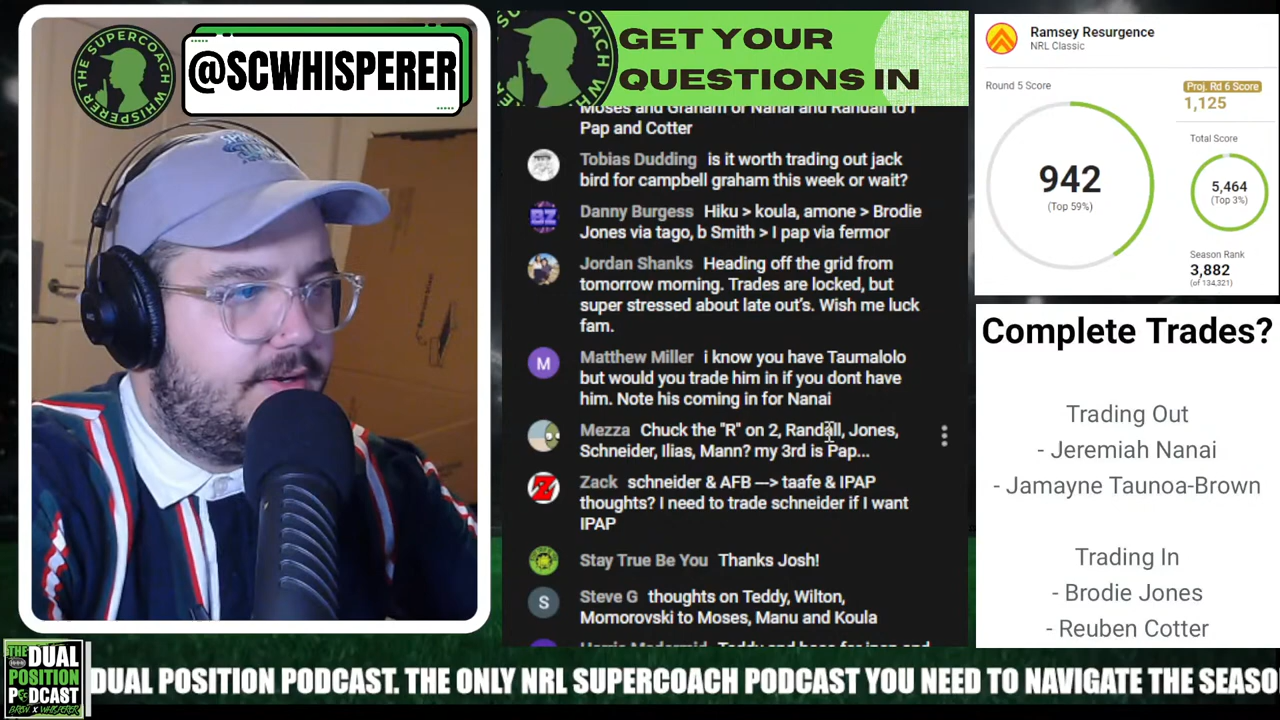 THE SUPERCOACH WHISPERER
@SCWHISPERER
GET YOUR
QUESTIONS IN
Moses and Graham or Nanai and Randall to I
Pap and Cotter
Tobias Dudding is it worth trading out jack
bird for campbell graham this week or wait?
Danny Burgess Hiku > koula, amone > Brodie
Jones via tago, b Smith > I pap via fermor
Jordan Shanks Heading off the grid from
tomorrow morning. Trades are locked, but
super stressed about late out's. Wish me luck
fam.
Matthew Miller i know you have Taumalolo
but would you trade him in if you dont have
him. Note his coming in for Nanai
Mezza Chuck the "R" on 2, Randall, Jones,
Schneider, Ilias, Mann? my 3rd is Pap...
Zack schneider & AFB —> taafe & IPAP
thoughts? I need to trade schneider if I want
IPAP
Stay True Be You Thanks Josh!
Steve G thoughts on Teddy, Wilton,
Momorovski to Moses, Manu and Koula
Ramsey Resurgence
NRL Classic
Round 5 Score
942
(Top 59%)
Proj. Rd 6 Score
1,125
Total Score
5,464
(Top 3%)
Season Rank
3,882
(of 134,321)
Complete Trades?
Trading Out
- Jeremiah Nanai
- Jamayne Taunoa-Brown
Trading In
- Brodie Jones
- Reuben Cotter
THE
DUAL
POSITION
PODCAST
BREW X WHISPERER
DUAL POSITION PODCAST. THE ONLY NRL SUPERCOACH PODCAST YOU NEED TO NAVIGATE THE SEASO